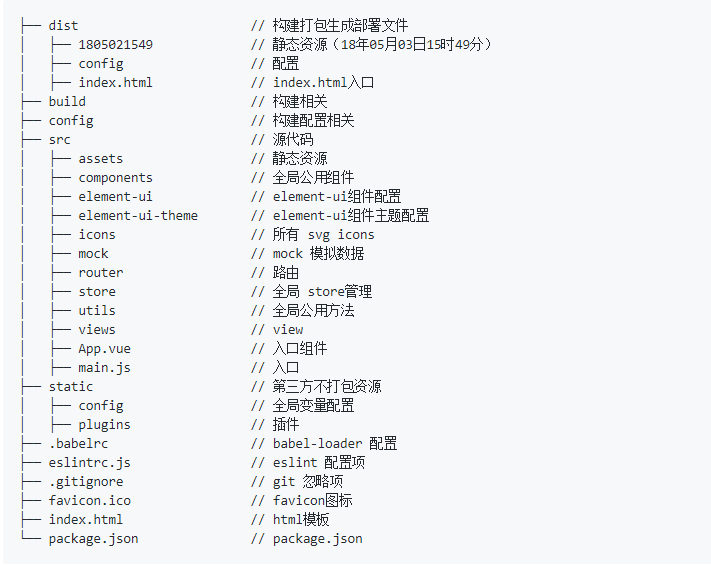 ├── dist // 构建打包生成部署文件
│   ├── 1805021549 // 静态资源（18年05月03日15时49分）
│   ├── config // 配置
│   ├── index.html // index.html入口
├── build // 构建相关
├── config // 构建配置相关
├── src // 源代码
│   ├── assets // 静态资源
│   ├── components // 全局公用组件
│   ├── element-ui // element-ui组件配置
│   ├── element-ui-theme // element-ui组件主题配置
│   ├── icons // 所有 svg icons
│   ├── mock // mock 模拟数据
│   ├── router // 路由
│   ├── store // 全局 store管理
│   ├── utils // 全局公用方法
│   ├── views // view
│   ├── App.vue // 入口组件
│   ├── main.js // 入口
├── static // 第三方不打包资源
│   ├── config // 全局变量配置
│   ├── plugins // 插件
├── .babelrc // babel-loader 配置
├── eslintrc.js // eslint 配置项
├── .gitignore // git 忽略项
├── favicon.ico // favicon图标
├── index.html // html模板
└── package.json // package.json